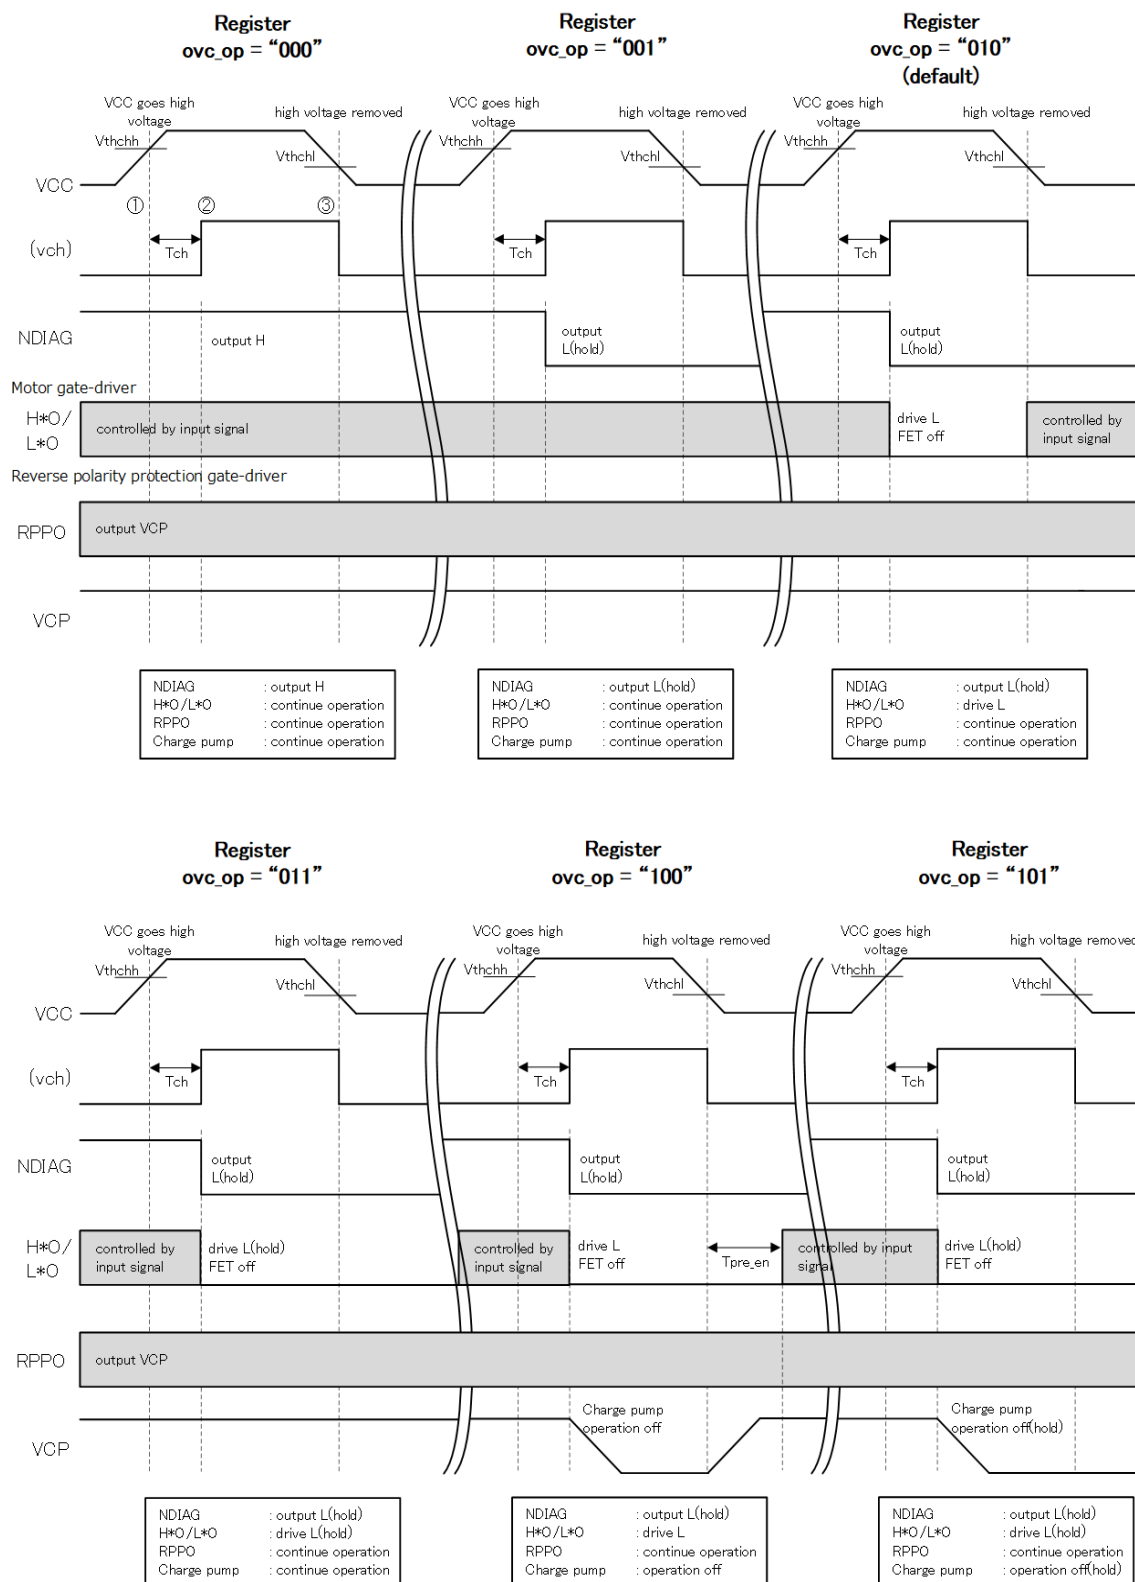 Register
ovc_op = “000”
Register
ovc_op = “001”
Register
ovc_op = “010”
(default)
VCC goes high
voltage
high voltage removed
VCC goes high
voltage
high voltage removed
VCC goes high
voltage
high voltage removed
Vthchh
Vthchl
Vthchh
Vthchl
Vthchh
Vthchl
VCC
① ② ③
(vch)
Tch
Tch
Tch
NDIAG
output H
output
L(hold)
output
L(hold)
Motor gate-driver
H*O/
L*O
controlled by input signal
drive L
FET off
controlled by
input signal
Reverse polarity protection gate-driver
RPPO
output VCP
VCP
NDIAG : output H
H*O/L*O : continue operation
RPPO : continue operation
Charge pump : continue operation
NDIAG : output L(hold)
H*O/L*O : continue operation
RPPO : continue operation
Charge pump : continue operation
NDIAG : output L(hold)
H*O/L*O : drive L
RPPO : continue operation
Charge pump : continue operation
Register
ovc_op = “011”
Register
ovc_op = “100”
Register
ovc_op = “101”
VCC goes high
voltage
high voltage removed
VCC goes high
voltage
high voltage removed
VCC goes high
voltage
high voltage removed
Vthchh
Vthchl
Vthchh
Vthchl
Vthchh
Vthchl
VCC
(vch)
Tch
Tch
Tch
NDIAG
output
L(hold)
output
L(hold)
output
L(hold)
H*O/
L*O
controlled by
input signal
drive L(hold)
FET off
controlled by
input signal
drive L
FET off
Tpre_en
controlled by input
signal
drive L(hold)
FET off
RPPO
output VCP
VCP
Charge pump
operation off
Charge pump
operation off(hold)
NDIAG : output L(hold)
H*O/L*O : drive L(hold)
RPPO : continue operation
Charge pump : continue operation
NDIAG : output L(hold)
H*O/L*O : drive L
RPPO : continue operation
Charge pump : operation off
NDIAG : output L(hold)
H*O/L*O : drive L(hold)
RPPO : continue operation
Charge pump : operation off(hold)